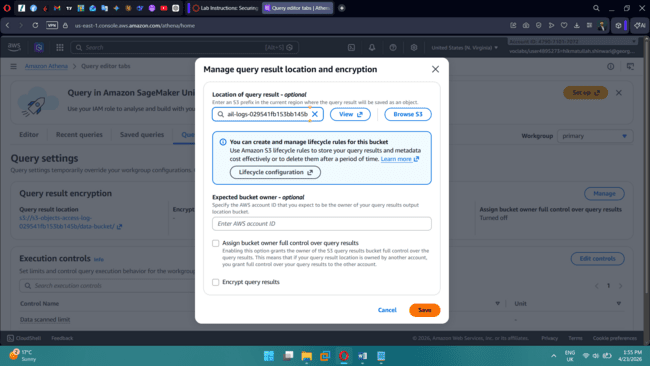 Lab Instructions: Securing
Query editor tabs | Athen
VPN
us-east-1.console.aws.amazon.com/athena/home
aws
Search
[Alt+S]
United States (N. Virginia)
Amazon Athena
Query editor tabs
Query in Amazon SageMaker Uni
Use your IAM role to analyse and build with your
Set up
Editor
Recent queries
Saved queries
Workgroup
primary
Query settings
Query settings temporarily override your workgroup configuration.
Query result encryption
Manage
Query result location
s3://s3-objects-access-log-
029541fb153bb145b/data-bucket/
Encrypt
Assign bucket owner full control over query results
Turned off
Execution controls
Info
Set limits and control query execution behavior for the workgroup
Edit controls
Search execution controls
1
Control Name
Unit
Data scanned limit
-
Manage query result location and encryption
Location of query result - optional
Enter an S3 prefix in the current region where the query result will be saved as an object.
ail-logs-029541fb153bb145b
View
Browse S3
You can create and manage lifecycle rules for this bucket
Use Amazon S3 lifecycle rules to store your query results and metadata
cost effectively or to delete them after a period of time. Learn more
Lifecycle configuration
Expected bucket owner - optional
Specify the AWS account ID that you expect to be the owner of your query results output
location bucket.
Enter AWS account ID
Assign bucket owner full control over query results
Enabling this option grants the owner of the S3 query results bucket full control over the
query results. This means that if your query result location is owned by another account,
you grant full control over your query results to the other account
Encrypt query results
Cancel
Save
CloudShell
Feedback
© 2026, Amazon Web Services, Inc. or its affiliates.
Privacy
Terms
Cookie preferences
17°C
Sunny
ENG
UK
1:55 PM
4/23/2026